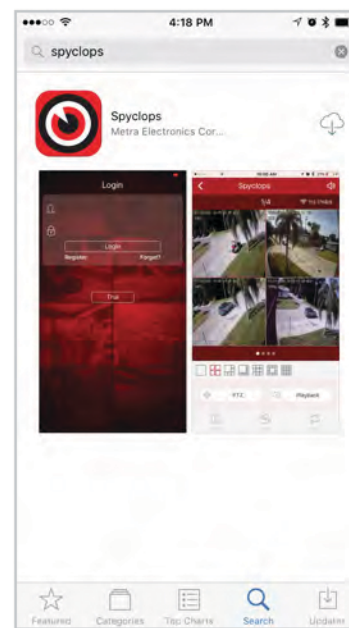 4:18 PM
spyclops
Spyclops
Metra Electronics Cor...
Login
Login
Register
Forget?
Trial
Spyclops
1/4
PTZ
Playback
Featured
Categories
Top Charts
Search
Updates